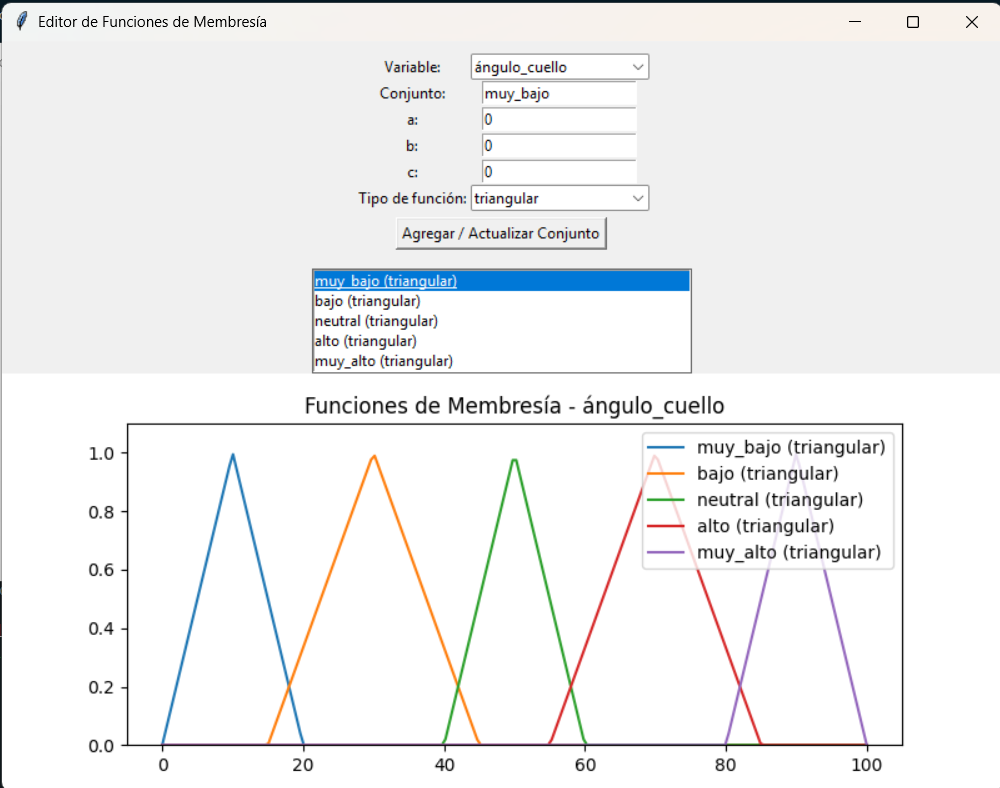 Editor de Funciones de Membresía
Variable: ángulo_cuello
Conjunto: muy_bajo
a: 0
b: 0
c: 0
Tipo de función: triangular
Agregar / Actualizar Conjunto
muy_bajo (triangular)
bajo (triangular)
neutral (triangular)
alto (triangular)
muy_alto (triangular)
Funciones de Membresía - ángulo_cuello
muy_bajo (triangular)
bajo (triangular)
neutral (triangular)
alto (triangular)
muy_alto (triangular)
1.0
0.8
0.6
0.4
0.2
0.0
0 20 40 60 80 100